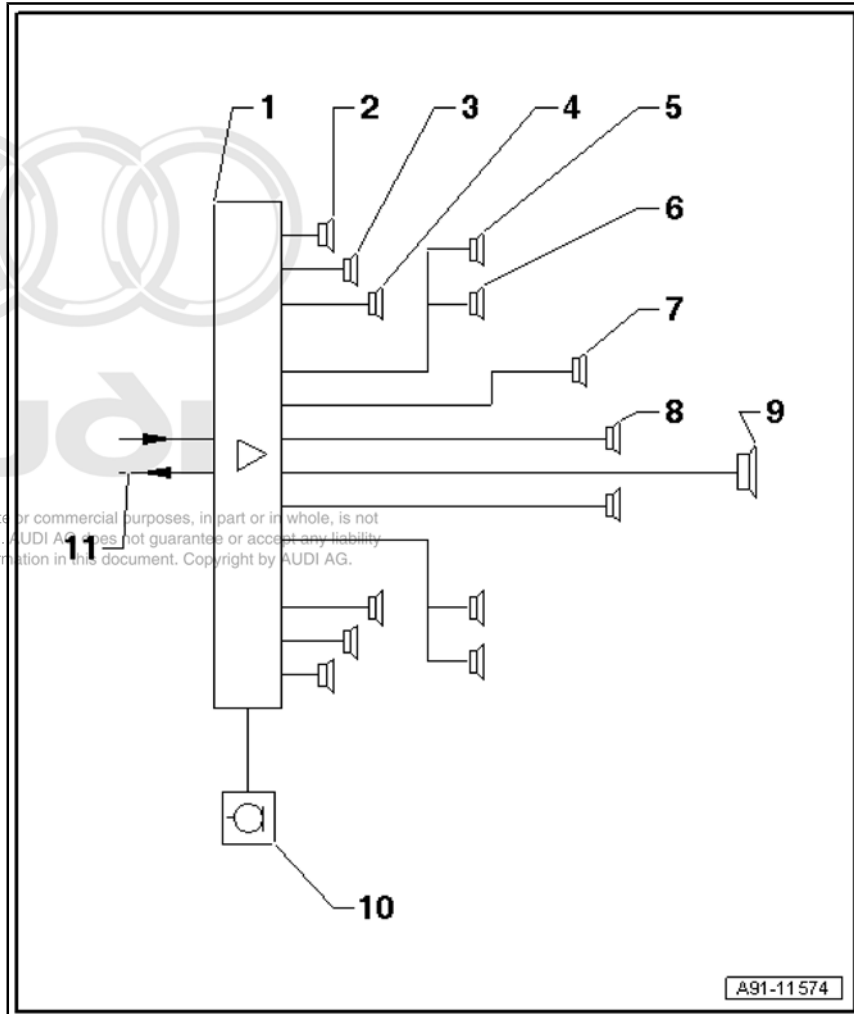 1
2
3
4
5
6
7
8
9
or commercial purposes, in part or in whole, is not
AUDI AG does not guarantee or accept any liability
11
in this document. Copyright by AUDI AG.
10
A91-11574